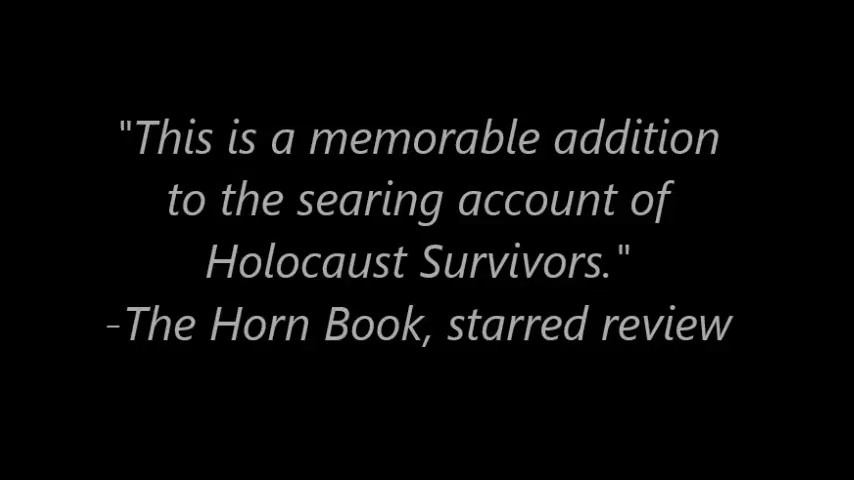 "This is a memorable addition
to the searing account of
Holocaust Survivors."
-The Horn Book, starred review